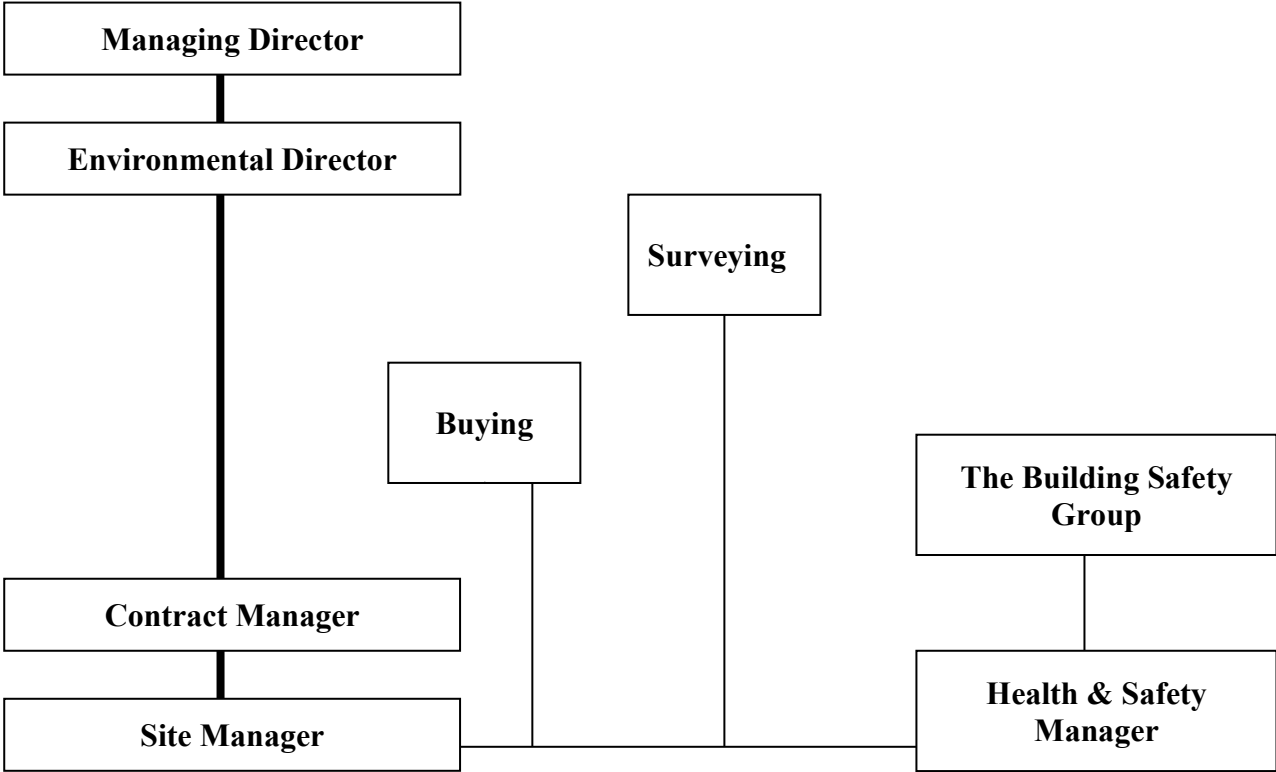 Managing Director
Environmental Director
Surveying
Buying
The Building Safety
Group
Contract Manager
Health & Safety
Manager
Site Manager